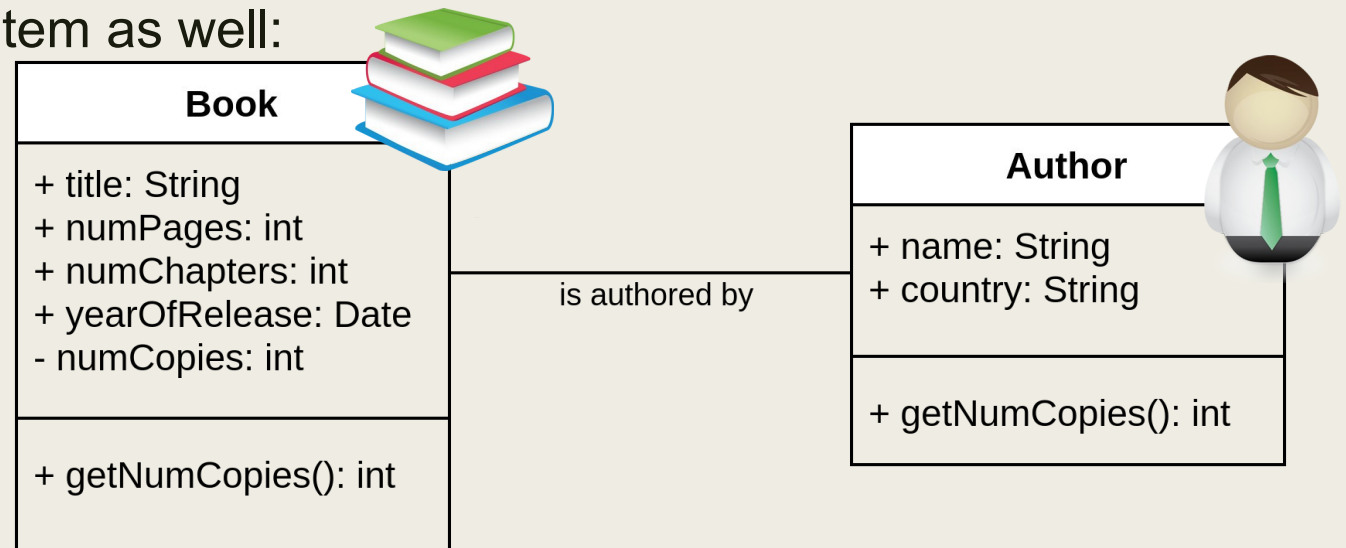 tem as well:
Book
+ title: String
+ numPages: int
+ numChapters: int
+ yearOfRelease: Date
- numCopies: int
+ getNumCopies(): int
is authored by
Author
+ name: String
+ country: String
+ getNumCopies(): int